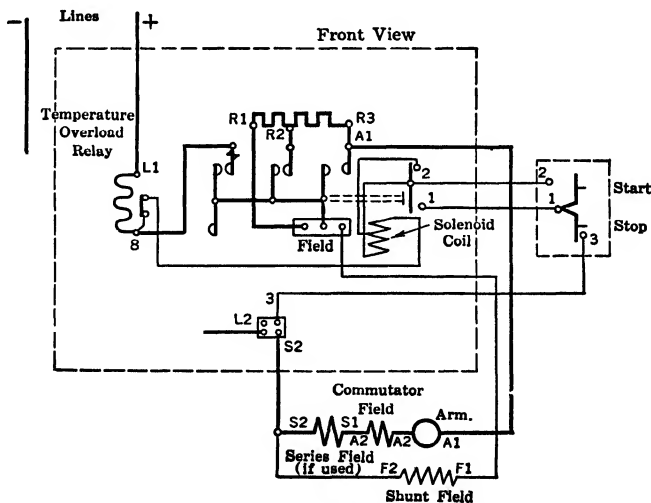 Lines
− +
Front View
Temperature
Overload
Relay
L1
8
R1
R2
R3
A1
2
1
Solenoid
Coil
Field
2
1
3
Start
Stop
3
L2
S2
Commutator
Field
Arm.
S2
S1
A2
A2
A1
Series Field
(if used)
F2
F1
Shunt Field